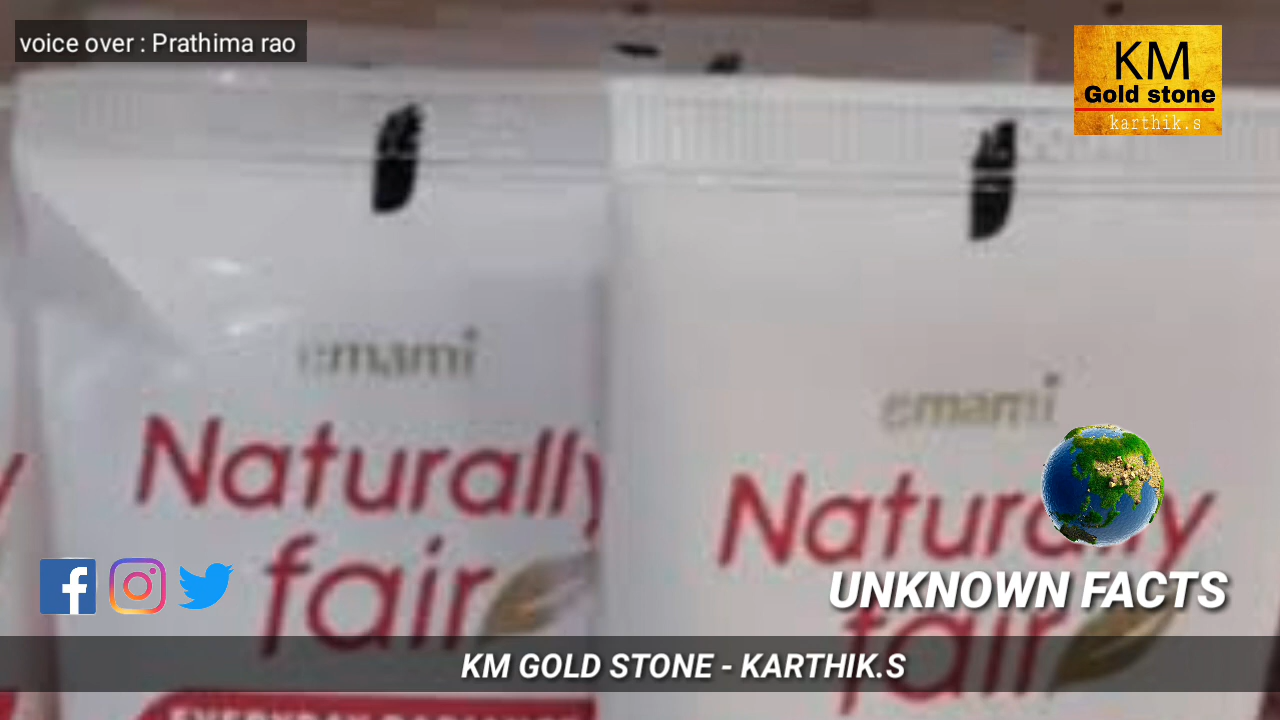 voice over : Prathima rao
KM
Gold stone
karthik.s
emami
Naturally
fair
emami
Naturally
fair
UNKNOWN FACTS
KM GOLD STONE - KARTHIK.S